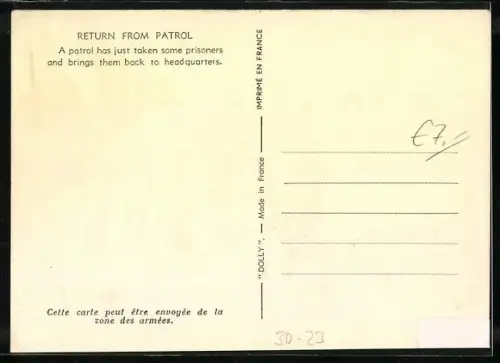 RETURN FROM PATROL
A patrol has just taken some prisoners
and brings them back to headquarters.
Cette carte peut être envoyée de la
zone des armées.
"DOLLY". — Made in France — IMPRIMÉ EN FRANCE
€7.-
30-23